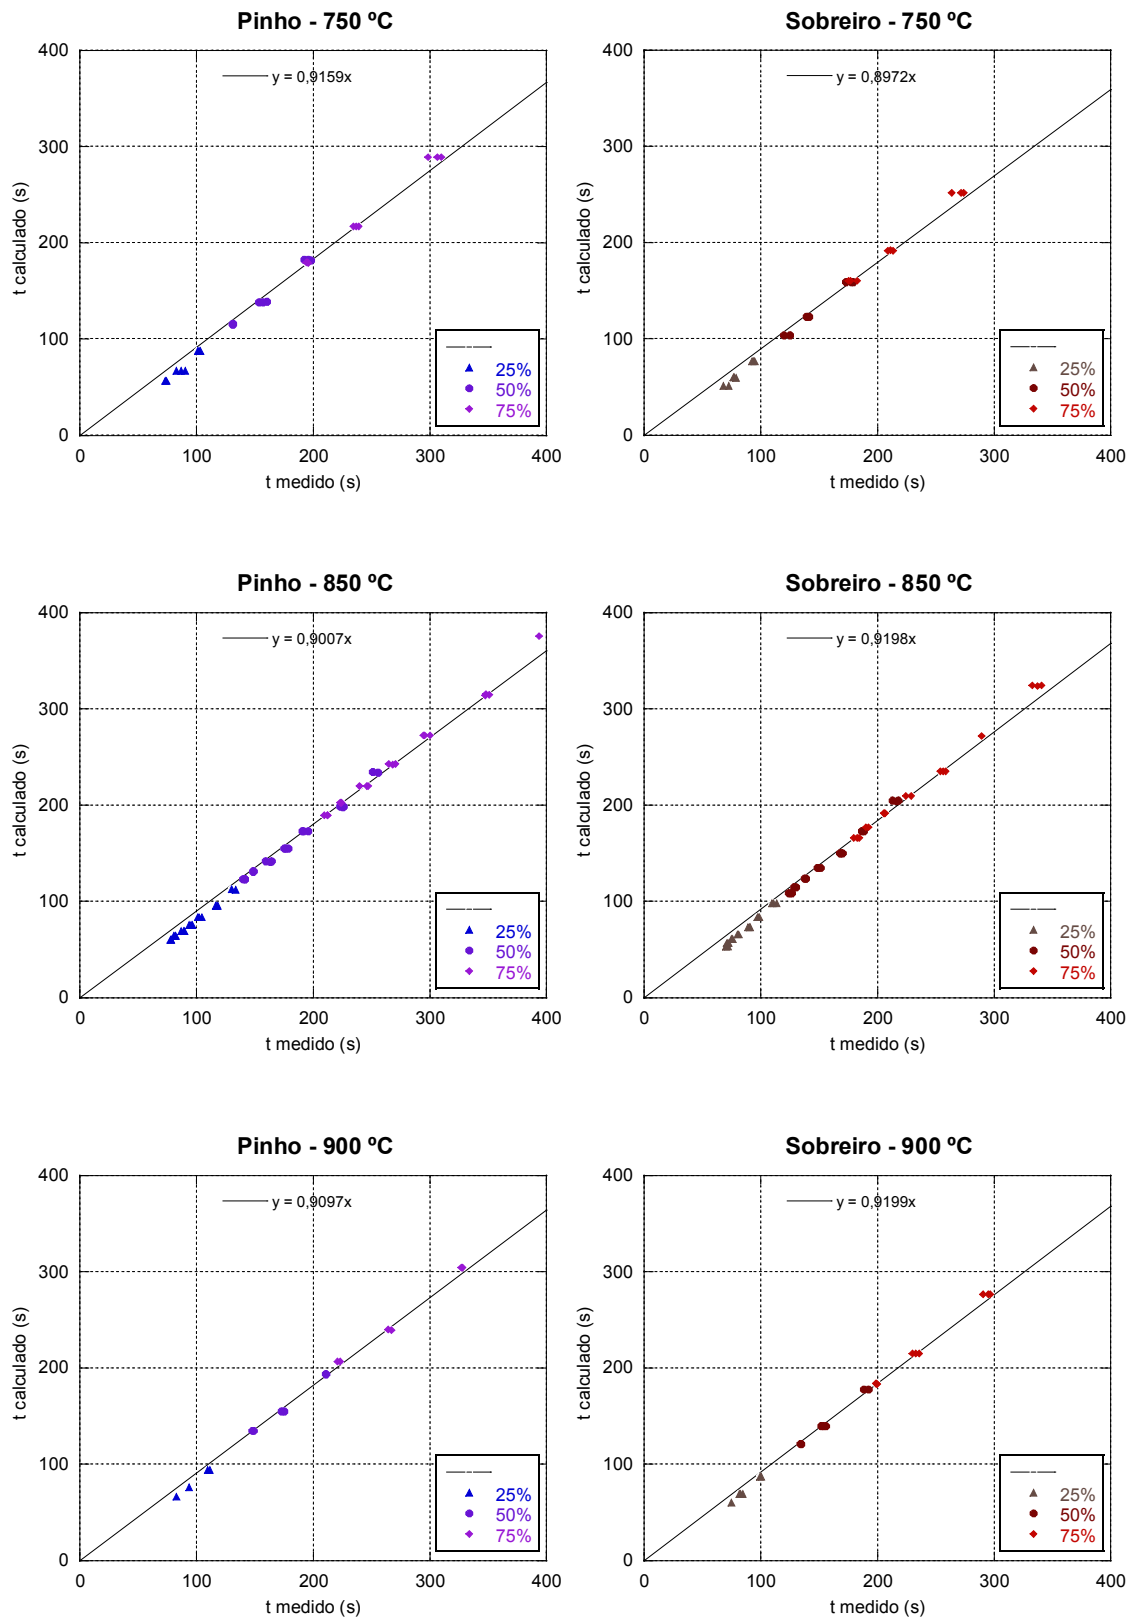 Pinho - 750 ºC
400
y = 0,9159x
300
200
100
0
t calculado (s)
25%
50%
75%
0 100 200 300 400
t medido (s)
Sobreiro - 750 ºC
400
y = 0,8972x
300
200
100
0
t calculado (s)
25%
50%
75%
0 100 200 300 400
t medido (s)
Pinho - 850 ºC
400
y = 0,9007x
300
200
100
0
t calculado (s)
25%
50%
75%
0 100 200 300 400
t medido (s)
Sobreiro - 850 ºC
400
y = 0,9198x
300
200
100
0
t calculado (s)
25%
50%
75%
0 100 200 300 400
t medido (s)
Pinho - 900 ºC
400
y = 0,9097x
300
200
100
0
t calculado (s)
25%
50%
75%
0 100 200 300 400
t medido (s)
Sobreiro - 900 ºC
400
y = 0,9199x
300
200
100
0
t calculado (s)
25%
50%
75%
0 100 200 300 400
t medido (s)